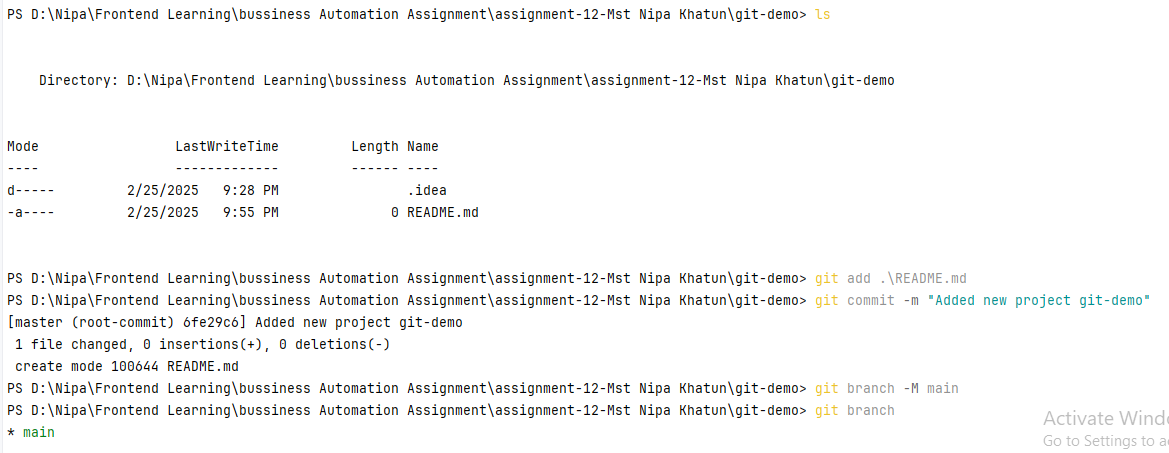 PS D:\Nipa\Frontend Learning\bussiness Automation Assignment\assignment-12-Mst Nipa Khatun\git-demo> ls
Directory: D:\Nipa\Frontend Learning\bussiness Automation Assignment\assignment-12-Mst Nipa Khatun\git-demo
Mode                 LastWriteTime         Length Name
----                 -------------         ------ ----
d-----         2/25/2025   9:28 PM                .idea
-a----         2/25/2025   9:55 PM              0 README.md
PS D:\Nipa\Frontend Learning\bussiness Automation Assignment\assignment-12-Mst Nipa Khatun\git-demo> git add .\README.md
PS D:\Nipa\Frontend Learning\bussiness Automation Assignment\assignment-12-Mst Nipa Khatun\git-demo> git commit -m "Added new project git-demo"
[master (root-commit) 6fe29c6] Added new project git-demo
1 file changed, 0 insertions(+), 0 deletions(-)
create mode 100644 README.md
PS D:\Nipa\Frontend Learning\bussiness Automation Assignment\assignment-12-Mst Nipa Khatun\git-demo> git branch -M main
PS D:\Nipa\Frontend Learning\bussiness Automation Assignment\assignment-12-Mst Nipa Khatun\git-demo> git branch
* main
Activate Wind
Go to Settings to a